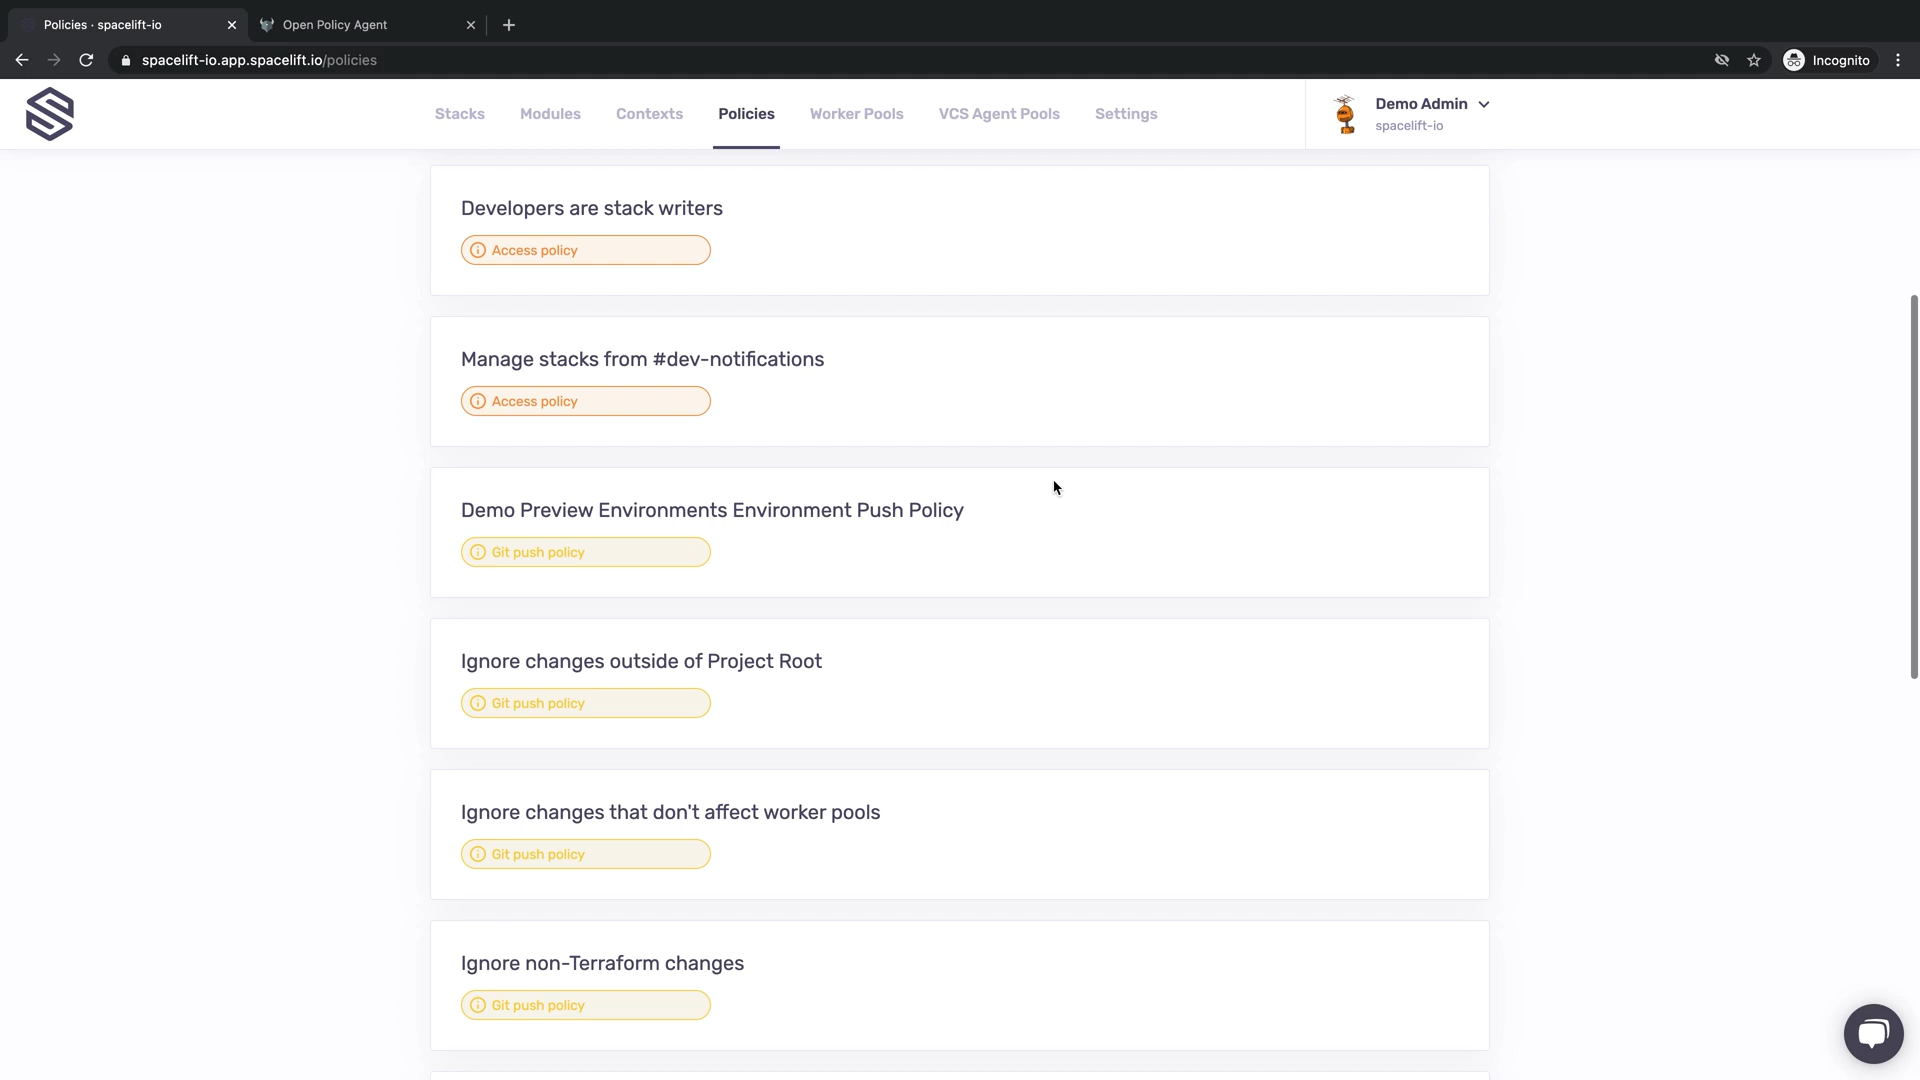 Policies · spacelift-io
Open Policy Agent
spacelift-io.app.spacelift.io/policies
Incognito
Stacks
Modules
Contexts
Policies
Worker Pools
VCS Agent Pools
Settings
Demo Admin
spacelift-io
Developers are stack writers
Access policy
Manage stacks from #dev-notifications
Access policy
Demo Preview Environments Environment Push Policy
Git push policy
Ignore changes outside of Project Root
Git push policy
Ignore changes that don't affect worker pools
Git push policy
Ignore non-Terraform changes
Git push policy